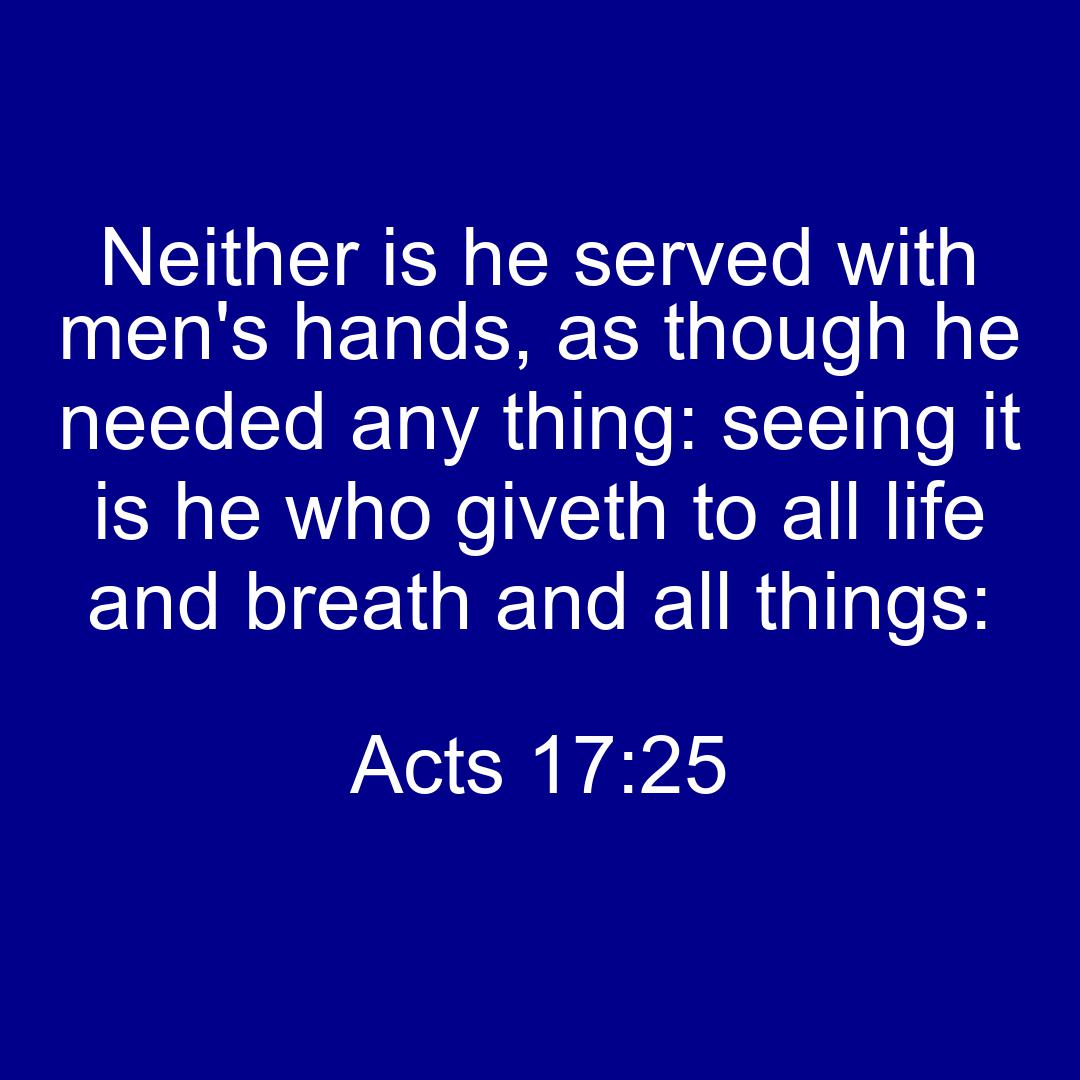 Neither is he served with
men's hands, as though he
needed any thing: seeing it
is he who giveth to all life
and breath and all things:
Acts 17:25